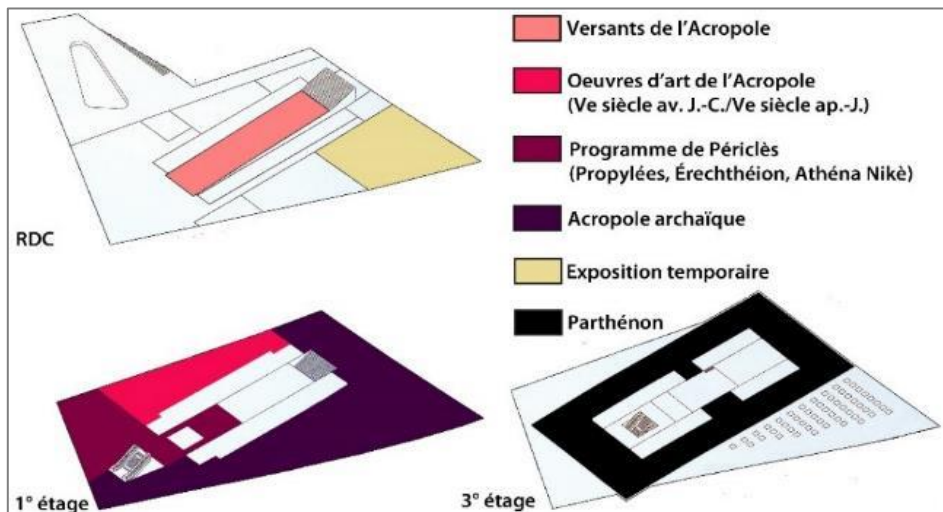 Versants de l'Acropole
Oeuvres d'art de l'Acropole
(Ve siècle av. J.-C./Ve siècle ap.-J.)
Programme de Périclès
(Propylées, Érechthéion, Athéna Nikè)
RDC
Acropole archaïque
Exposition temporaire
Parthénon
1° étage
3° étage